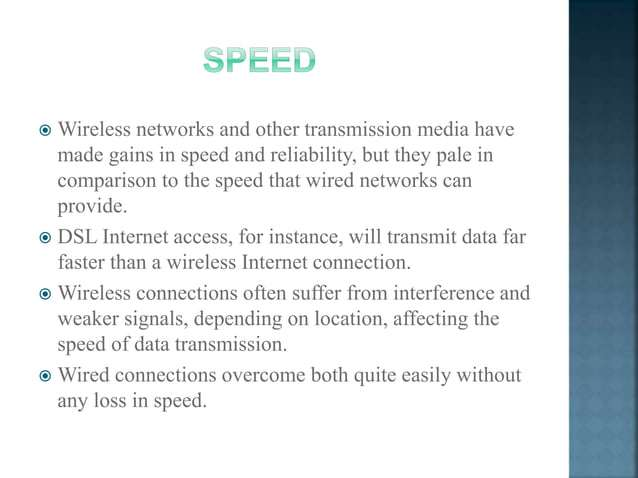 SPEED
Wireless networks and other transmission media have
made gains in speed and reliability, but they pale in
comparison to the speed that wired networks can
provide.
DSL Internet access, for instance, will transmit data far
faster than a wireless Internet connection.
Wireless connections often suffer from interference and
weaker signals, depending on location, affecting the
speed of data transmission.
Wired connections overcome both quite easily without
any loss in speed.